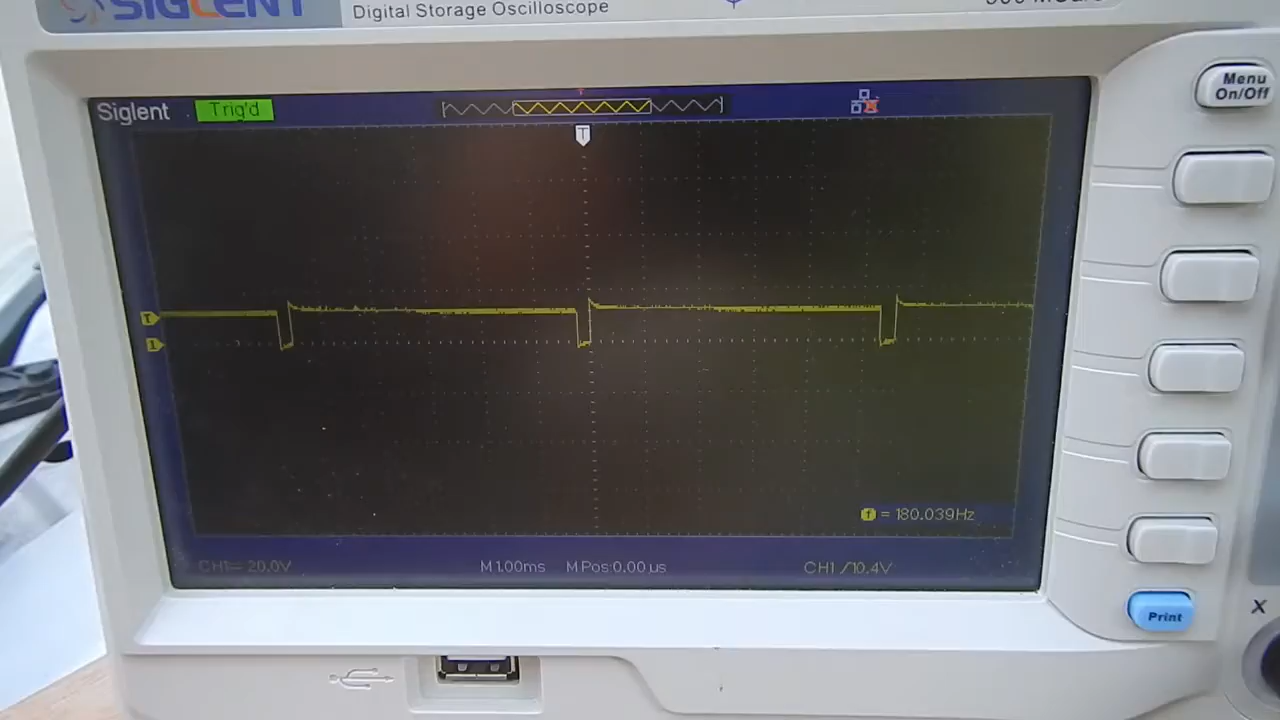 SIGLENT
Digital Storage Oscilloscope
Menu
On/Off
Siglent
Trig'd
T
T
1
f = 180.039Hz
CH1= 20.0V
M 1.00ms
M Pos:0.00 µs
CH1 /10.4V
Print
X